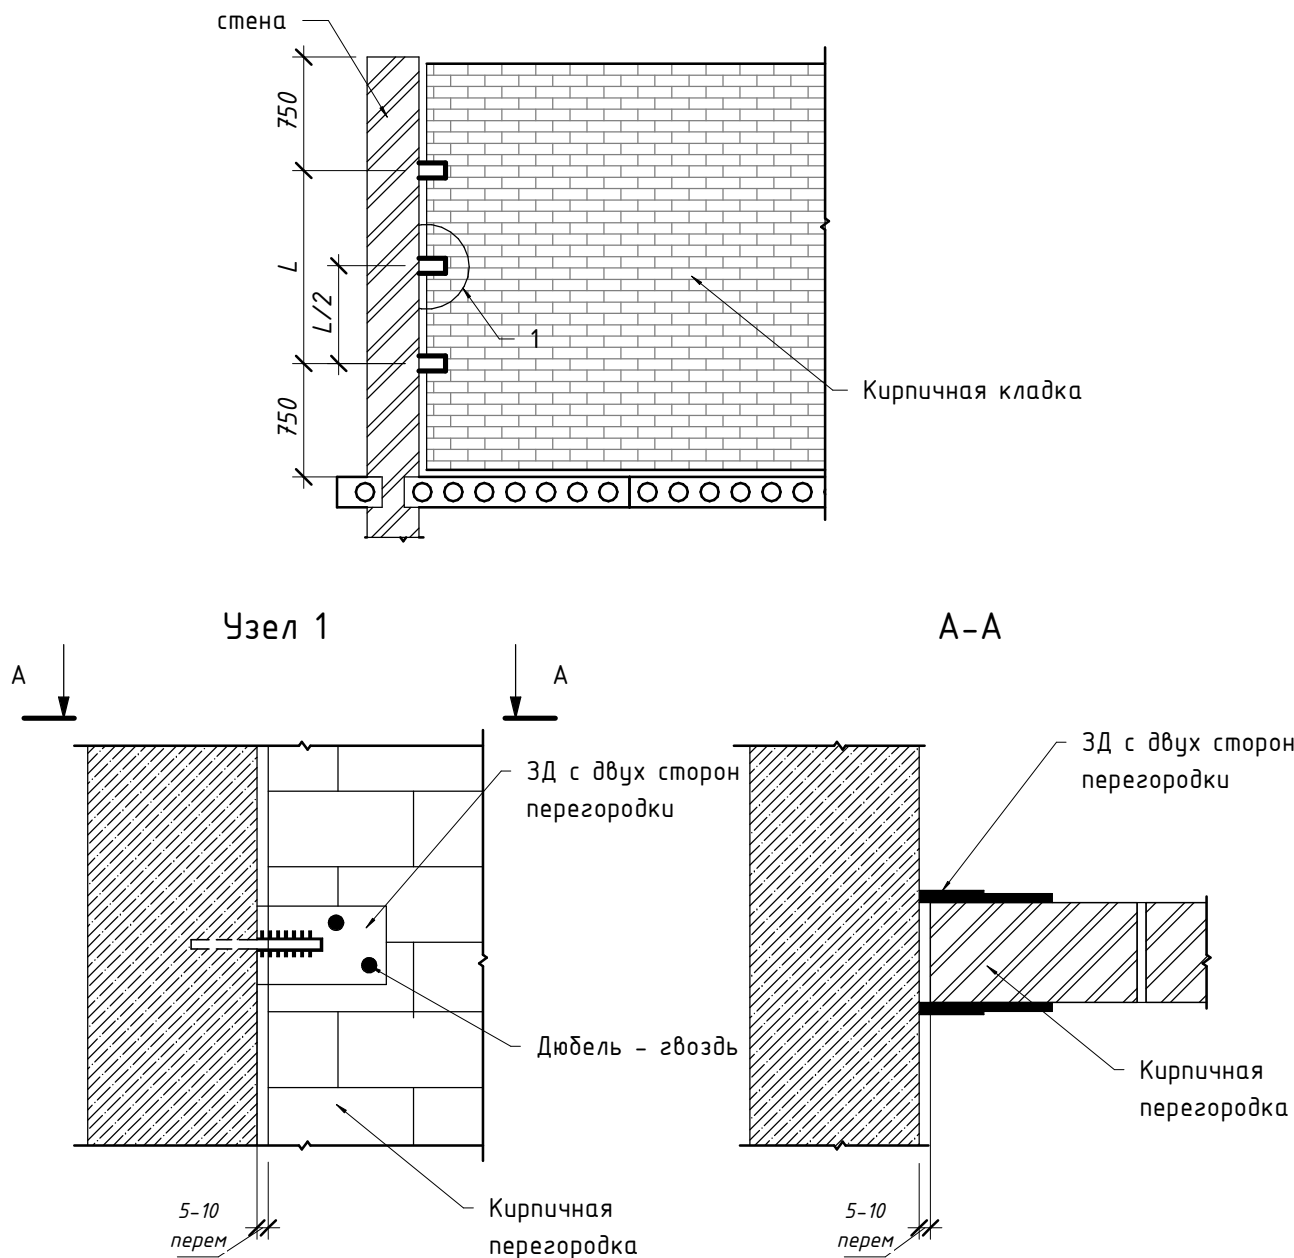 стена
750
L
L/2
750
1
Кирпичная кладка
Узел 1
А-А
А
А
ЗД с двух сторон
перегородки
Дюбель - гвоздь
Кирпичная
перегородка
5-10
перем
ЗД с двух сторон
перегородки
Кирпичная
перегородка
5-10
перем